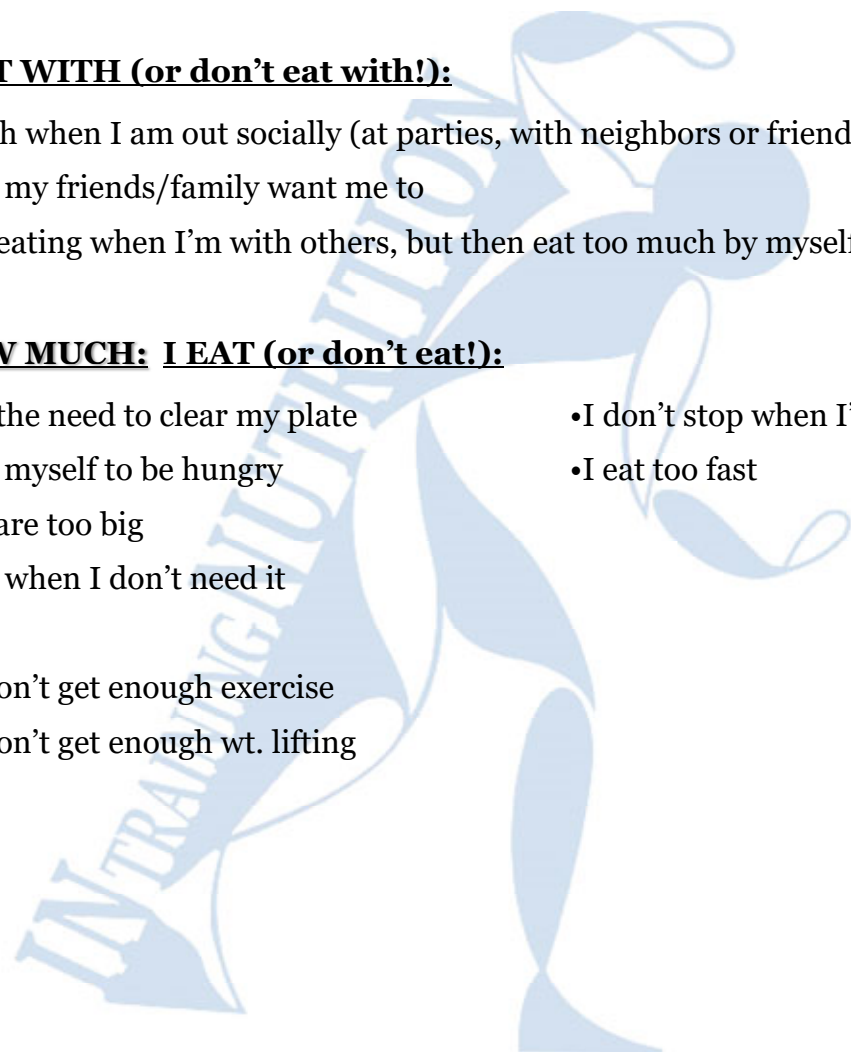 T WITH (or don’t eat with!):
h when I am out socially (at parties, with neighbors or friend
my friends/family want me to
eating when I’m with others, but then eat too much by myself
W MUCH: I EAT (or don’t eat!):
the need to clear my plate •I don’t stop when I’
myself to be hungry •I eat too fast
are too big
when I don’t need it
on’t get enough exercise
on’t get enough wt. lifting
IN TRAINING NUTRITION